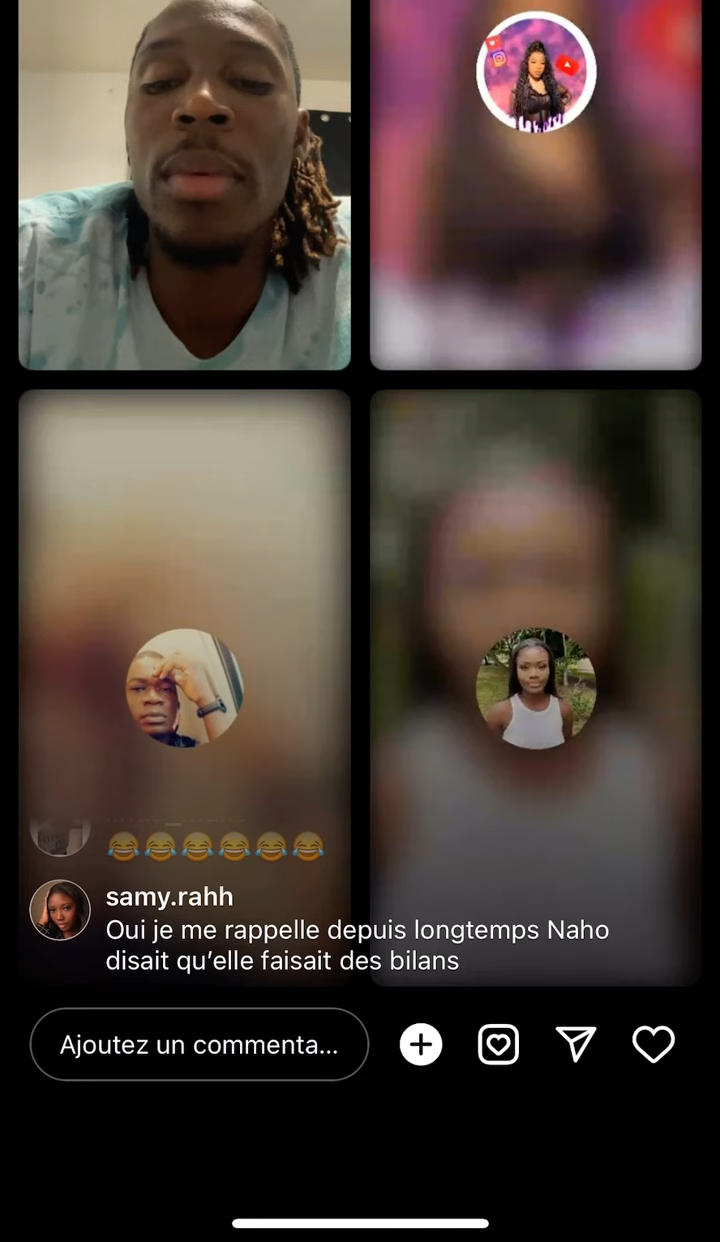 😂😂😂😂😂😂
samy.rahh
Oui je me rappelle depuis longtemps Naho
disait qu’elle faisait des bilans
Ajoutez un commenta...